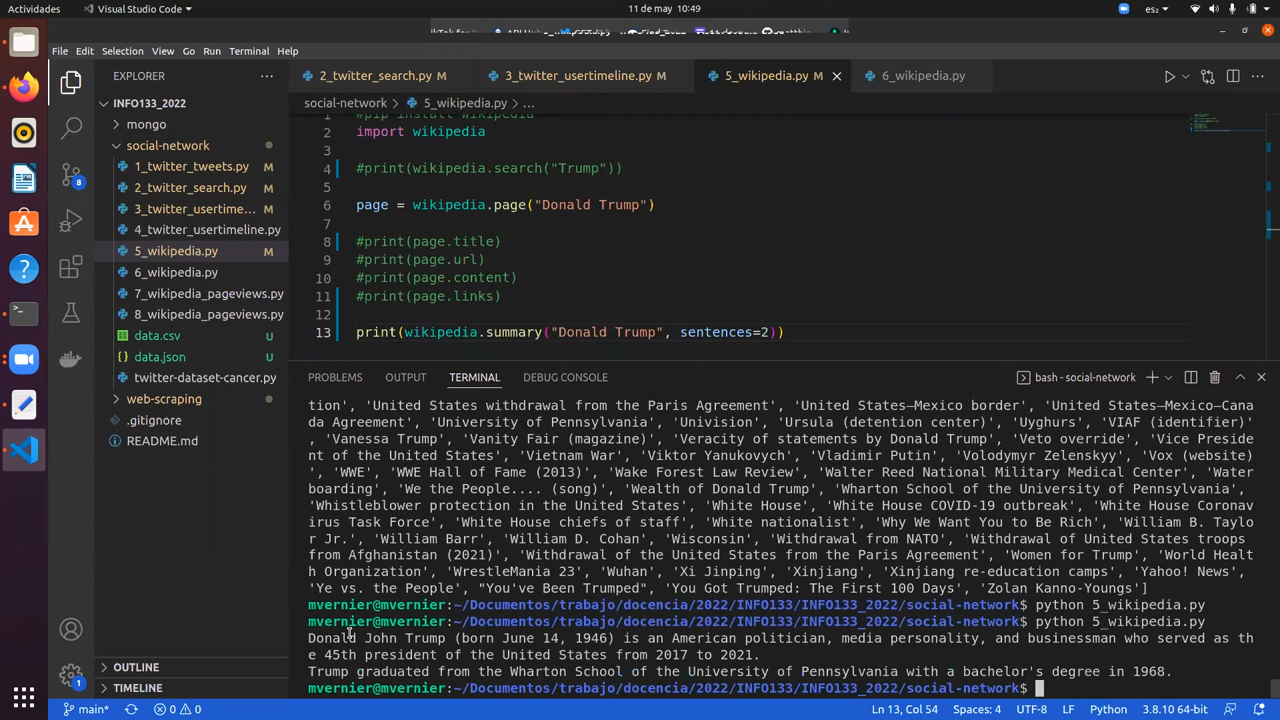 Actividades Visual Studio Code 11 de may 10:49 es₂
File Edit Selection View Go Run Terminal Help
EXPLORER
INFO133_2022
mongo
social-network
1_twitter_tweets.py M
2_twitter_search.py M
3_twitter_usertime... M
4_twitter_usertimeline.py
5_wikipedia.py M
6_wikipedia.py
7_wikipedia_pageviews.py
8_wikipedia_pageviews.py
data.csv U
data.json U
twitter-dataset-cancer.py
web-scraping
.gitignore
README.md
OUTLINE
TIMELINE
8
1
2_twitter_search.py M 3_twitter_usertimeline.py M 5_wikipedia.py M 6_wikipedia.py
social-network > 5_wikipedia.py > ...
1 #pip install wikipedia
2 import wikipedia
3
4 #print(wikipedia.search("Trump"))
5
6 page = wikipedia.page("Donald Trump")
7
8 #print(page.title)
9 #print(page.url)
10 #print(page.content)
11 #print(page.links)
12
13 print(wikipedia.summary("Donald Trump", sentences=2))
PROBLEMS OUTPUT TERMINAL DEBUG CONSOLE bash - social-network
tion', 'United States withdrawal from the Paris Agreement', 'United States–Mexico border', 'United States–Mexico–Cana
da Agreement', 'University of Pennsylvania', 'Univision', 'Ursula (detention center)', 'Uyghurs', 'VIAF (identifier)'
, 'Vanessa Trump', 'Vanity Fair (magazine)', 'Veracity of statements by Donald Trump', 'Veto override', 'Vice Preside
nt of the United States', 'Vietnam War', 'Viktor Yanukovych', 'Vladimir Putin', 'Volodymyr Zelenskyy', 'Vox (website)
', 'WWE', 'WWE Hall of Fame (2013)', 'Wake Forest Law Review', 'Walter Reed National Military Medical Center', 'Water
boarding', 'We the People.... (song)', 'Wealth of Donald Trump', 'Wharton School of the University of Pennsylvania',
'Whistleblower protection in the United States', 'White House', 'White House COVID-19 outbreak', 'White House Coronav
irus Task Force', 'White House chiefs of staff', 'White nationalist', 'Why We Want You to Be Rich', 'William B. Taylo
r Jr.', 'William Barr', 'William D. Cohan', 'Wisconsin', 'Withdrawal from NATO', 'Withdrawal of United States troops
from Afghanistan (2021)', 'Withdrawal of the United States from the Paris Agreement', 'Women for Trump', 'World Healt
h Organization', 'WrestleMania 23', 'Wuhan', 'Xi Jinping', 'Xinjiang', 'Xinjiang re-education camps', 'Yahoo! News',
'Ye vs. the People', "You've Been Trumped", 'You Got Trumped: The First 100 Days', 'Zolan Kanno-Youngs']
mvernier@mvernier:~/Documentos/trabajo/docencia/2022/INFO133/INFO133_2022/social-network$ python 5_wikipedia.py
mvernier@mvernier:~/Documentos/trabajo/docencia/2022/INFO133/INFO133_2022/social-network$ python 5_wikipedia.py
Donald John Trump (born June 14, 1946) is an American politician, media personality, and businessman who served as th
e 45th president of the United States from 2017 to 2021.
Trump graduated from the Wharton School of the University of Pennsylvania with a bachelor's degree in 1968.
mvernier@mvernier:~/Documentos/trabajo/docencia/2022/INFO133/INFO133_2022/social-network$
main* 0 0 Ln 13, Col 54 Spaces: 4 UTF-8 LF Python 3.8.10 64-bit